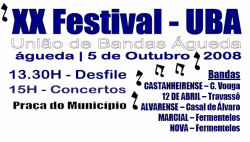 XX Festival - UBA
União de Bandas Águeda
águeda | 5 de Outubro 2008
13.30H - Desfile
15H - Concertos
Praça do Município
Bandas
CASTANHEIRENSE - C. Vouga
12 DE ABRIL - Travassô
ALVARENSE - Casal de Álvaro
MARCIAL - Fermentelos
NOVA - Fermentelos